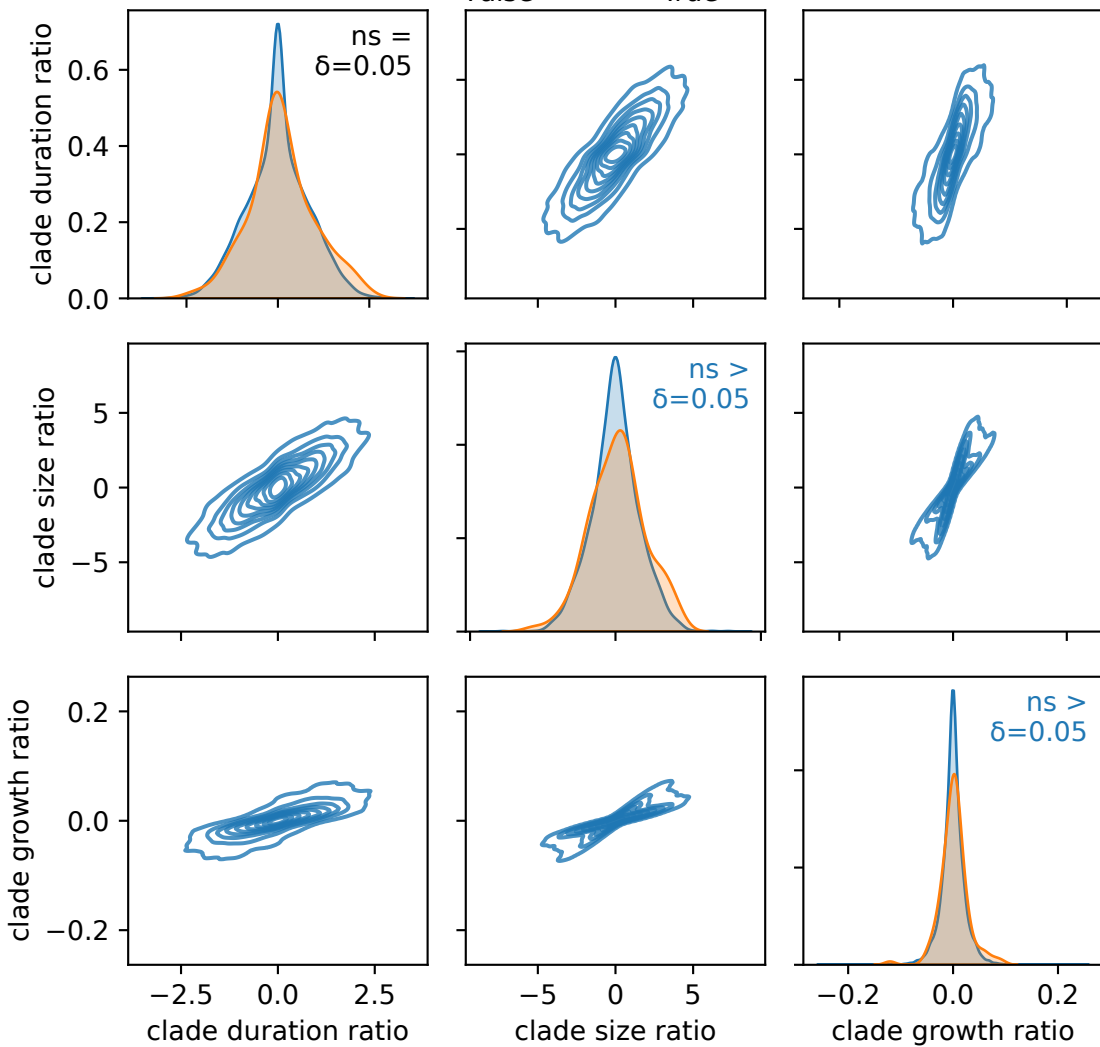 clade duration ratio
0.6
0.4
0.2
0.0
ns =
δ=0.05
clade size ratio
5
0
−5
ns >
δ=0.05
clade growth ratio
0.2
0.0
−0.2
ns >
δ=0.05
−2.5 0.0 2.5
−5 0 5
−0.2 0.0 0.2
clade duration ratio
clade size ratio
clade growth ratio